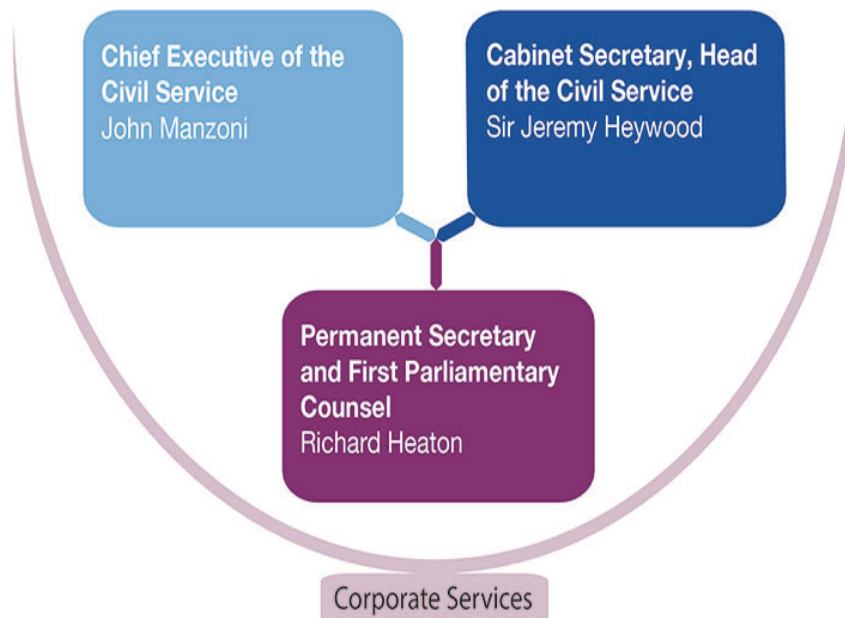 Chief Executive of the
Civil Service
John Manzoni
Cabinet Secretary, Head
of the Civil Service
Sir Jeremy Heywood
Permanent Secretary
and First Parliamentary
Counsel
Richard Heaton
Corporate Services